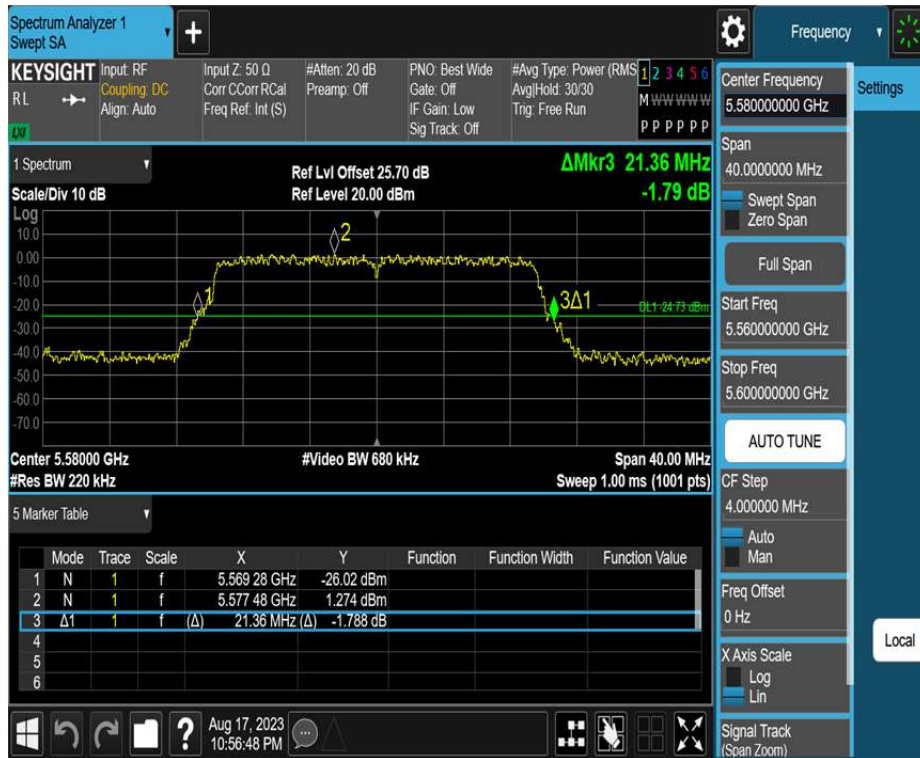 Spectrum Analyzer 1
Swept SA
+
Frequency
KEYSIGHT
RL
LXI
Input: RF
Coupling: DC
Align: Auto
Input Z: 50 Ω
Corr CCorr RCal
Freq Ref: Int (S)
#Atten: 20 dB
Preamp: Off
PNO: Best Wide
Gate: Off
IF Gain: Low
Sig Track: Off
#Avg Type: Power (RMS
Avg|Hold: 30/30
Trig: Free Run
1 2 3 4 5 6
M W W W W W
P P P P P P
1 Spectrum
Scale/Div 10 dB
Ref Lvl Offset 25.70 dB
Ref Level 20.00 dBm
ΔMkr3 21.36 MHz
-1.79 dB
Log
10.0
0.00
-10.0
-20.0
-30.0
-40.0
-50.0
-60.0
-70.0
1
2
3Δ1
DL1 -24.73 dBm
Center 5.58000 GHz
#Res BW 220 kHz
#Video BW 680 kHz
Span 40.00 MHz
Sweep 1.00 ms (1001 pts)
5 Marker Table
Mode Trace Scale X Y Function Function Width Function Value
1 N 1 f 5.569 28 GHz -26.02 dBm
2 N 1 f 5.577 48 GHz 1.274 dBm
3 Δ1 1 f (Δ) 21.36 MHz (Δ) -1.788 dB
4
5
6
?
Aug 17, 2023
10:56:48 PM
Center Frequency
5.580000000 GHz
Span
40.0000000 MHz
Swept Span
Zero Span
Full Span
Start Freq
5.560000000 GHz
Stop Freq
5.600000000 GHz
AUTO TUNE
CF Step
4.000000 MHz
Auto
Man
Freq Offset
0 Hz
X Axis Scale
Log
Lin
Signal Track
(Span Zoom)
Settings
Local